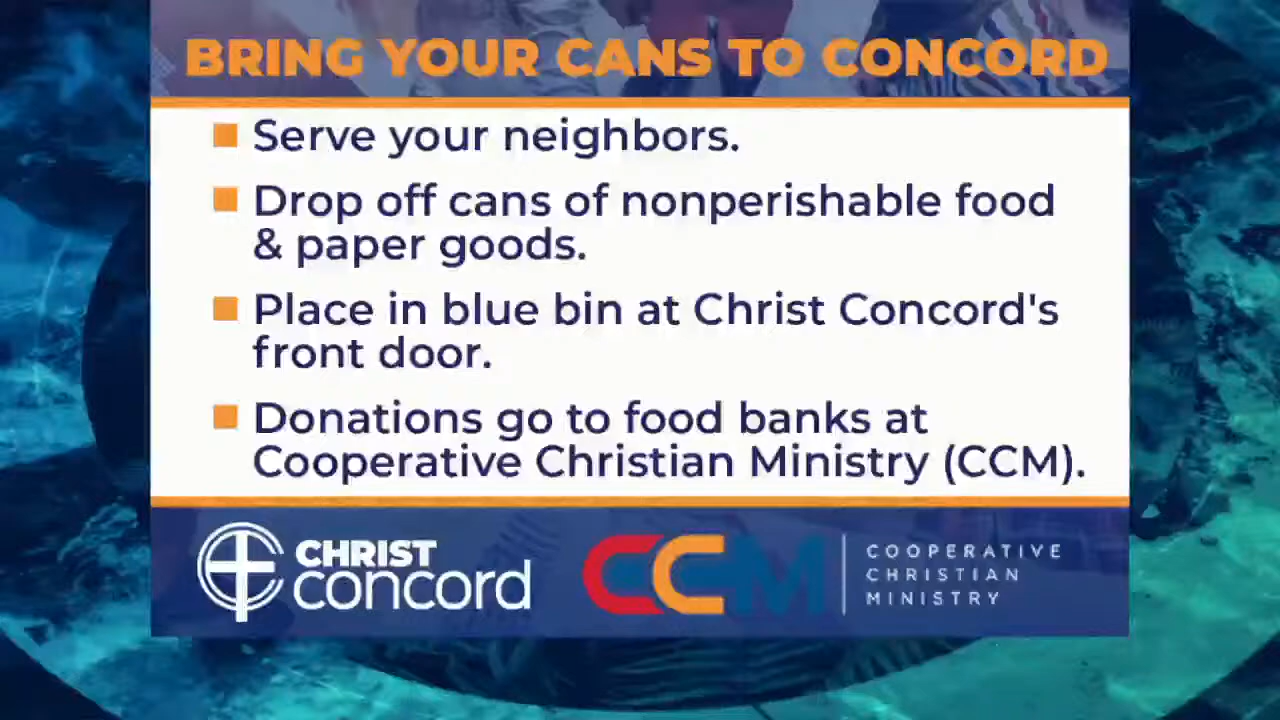 BRING YOUR CANS TO CONCORD
Serve your neighbors.
Drop off cans of nonperishable food
& paper goods.
Place in blue bin at Christ Concord's
front door.
Donations go to food banks at
Cooperative Christian Ministry (CCM).
CHRIST
concord
CCM
COOPERATIVE
CHRISTIAN
MINISTRY